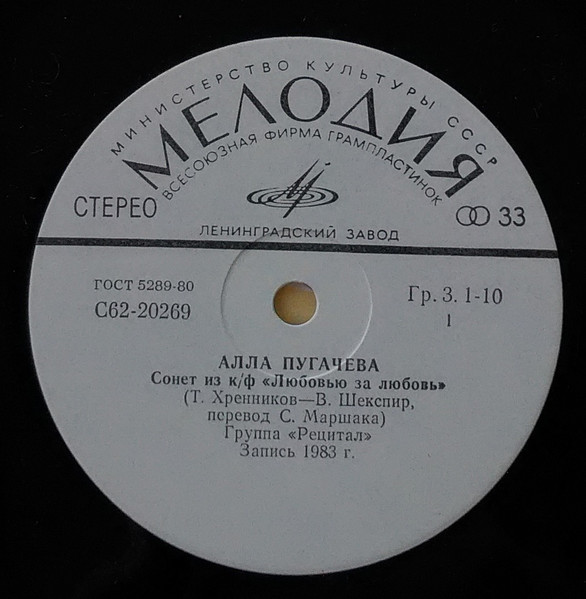 МИНИСТЕРСТВО КУЛЬТУРЫ СССР
МЕЛОДИЯ
ВСЕСОЮЗНАЯ ФИРМА ГРАМПЛАСТИНОК
СТЕРЕО
33
ЛЕНИНГРАДСКИЙ ЗАВОД
ГОСТ 5289-80
С62-20269
Гр. 3. 1-10
1
АЛЛА ПУГАЧЕВА
Сонет из к/ф «Любовью за любовь»
(Т. Хренников—В. Шекспир,
перевод С. Маршака)
Группа «Рецитал»
Запись 1983 г.